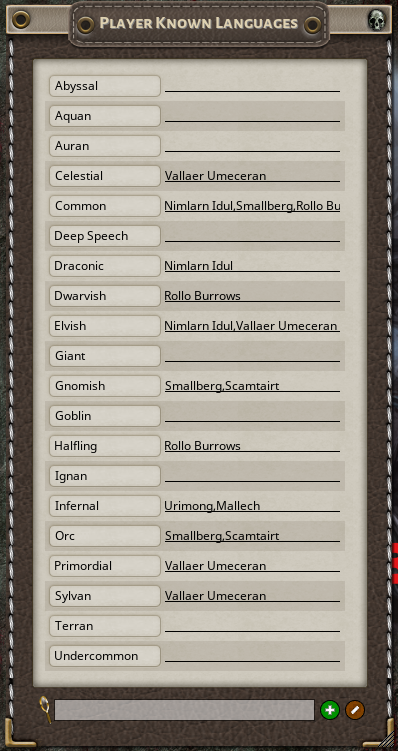 PLAYER KNOWN LANGUAGES
Abyssal
Aquan
Auran
Celestial Vallaer Umeceran
Common Nimlarn Idul,Smallberg,Rollo Bu
Deep Speech
Draconic Nimlarn Idul
Dwarvish Rollo Burrows
Elvish Nimlarn Idul,Vallaer Umeceran
Giant
Gnomish Smallberg,Scamtairt
Goblin
Halfling Rollo Burrows
Ignan
Infernal Urimong,Mallech
Orc Smallberg,Scamtairt
Primordial Vallaer Umeceran
Sylvan Vallaer Umeceran
Terran
Undercommon